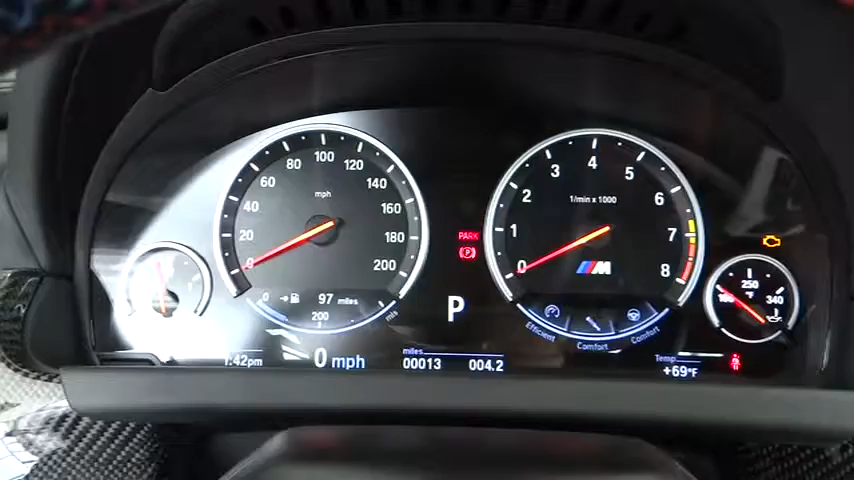 mph
0
20
40
60
80
100
120
140
160
180
200
0
97 miles
200
mls
1:42pm
0 mph
PARK
P
P
miles
00013 004.2
1/min x 1000
0
1
2
3
4
5
6
7
8
M
Efficient
Comfort
Comfort
250
°F
340
Temp
+69°F